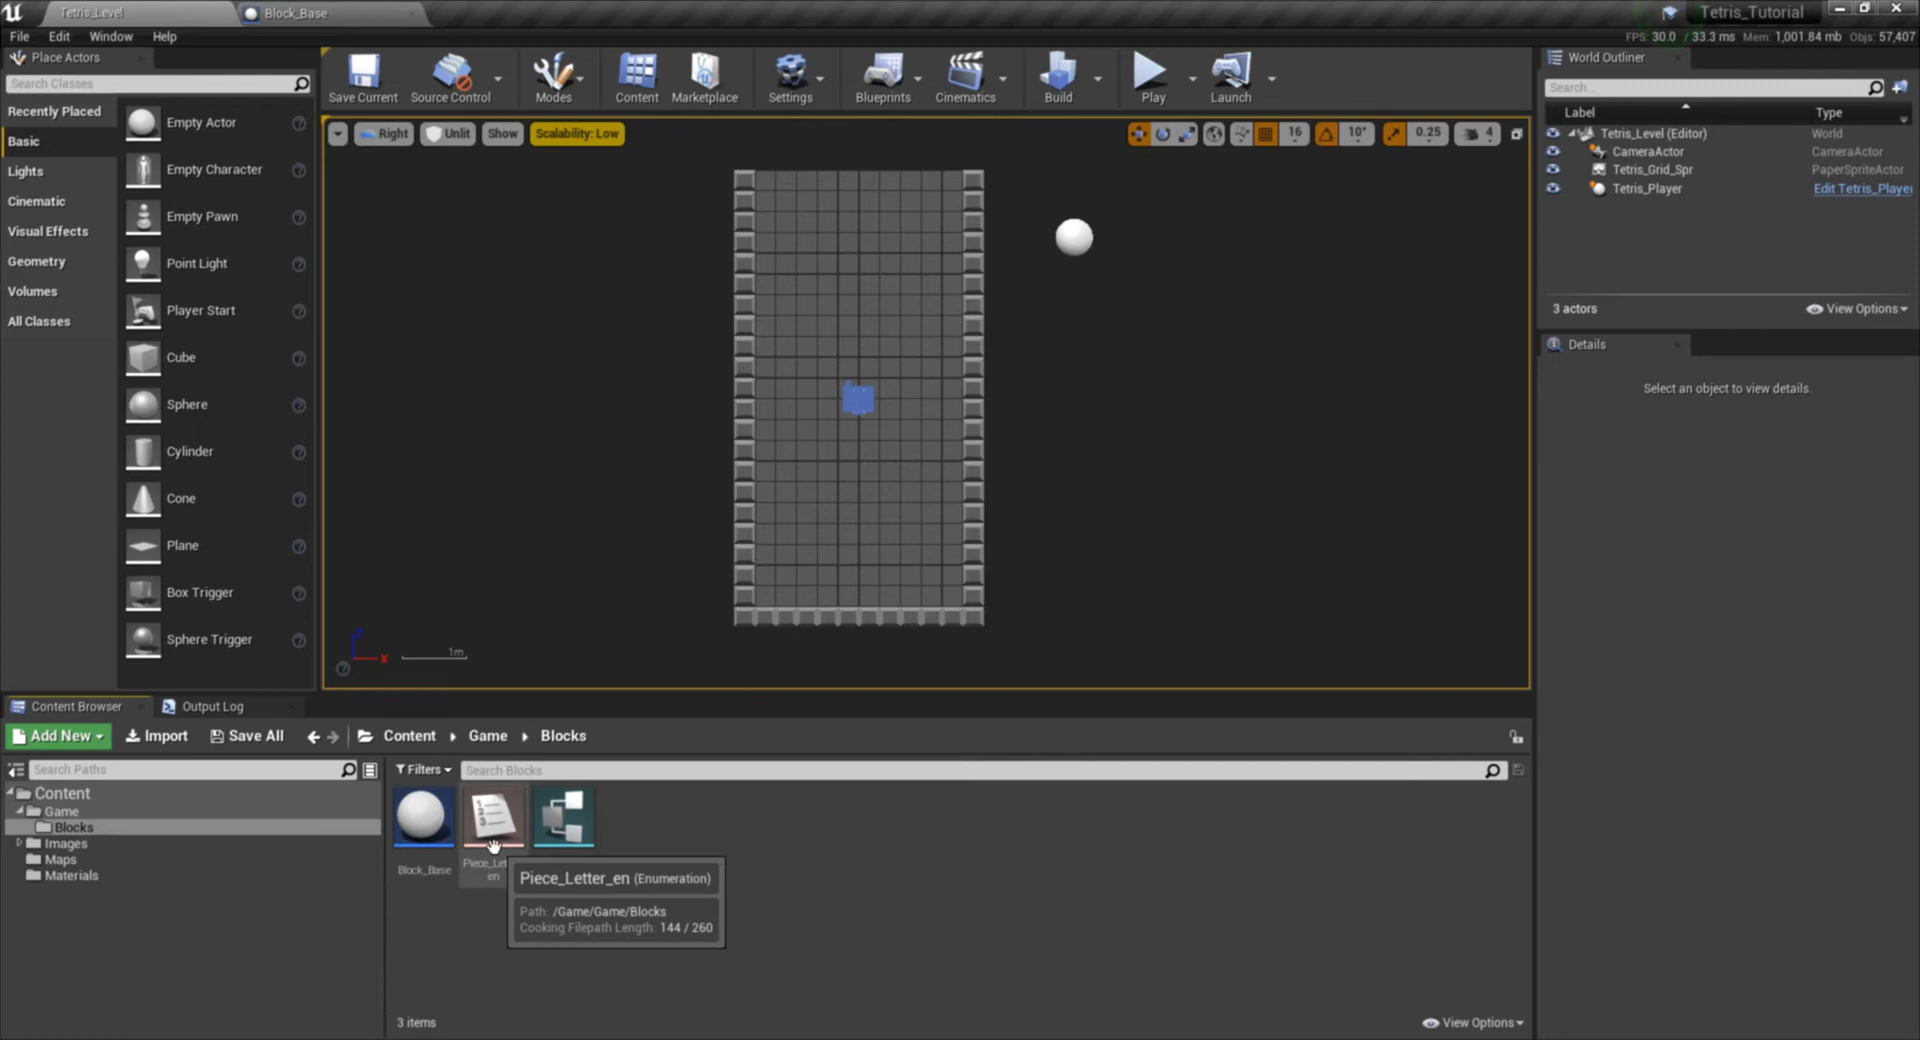 Tetris_Level
Block_Base
Tetris_Tutorial
File Edit Window Help
FPS: 30.0 / 33.3 ms Mem: 1,001.84 mb Objs: 57,407
Place Actors
Search Classes
Recently Placed
Basic
Lights
Cinematic
Visual Effects
Geometry
Volumes
All Classes
Empty Actor
Empty Character
Empty Pawn
Point Light
Player Start
Cube
Sphere
Cylinder
Cone
Plane
Box Trigger
Sphere Trigger
Save Current Source Control Modes Content Marketplace Settings Blueprints Cinematics Build Play Launch
Right Unlit Show Scalability: Low
16 10° 0.25 4
X
1m
World Outliner
Search...
Label Type
Tetris_Level (Editor) World
CameraActor CameraActor
Tetris_Grid_Spr PaperSpriteActor
Tetris_Player Edit Tetris_Player
3 actors View Options
Details
Select an object to view details.
Content Browser Output Log
Add New Import Save All Content Game Blocks
Search Paths
Filters Search Blocks
Content
Game
Blocks
Images
Maps
Materials
Block_Base
Piece_Let
en
Piece_Letter_en (Enumeration)
Path: /Game/Game/Blocks
Cooking Filepath Length: 144 / 260
3 items View Options